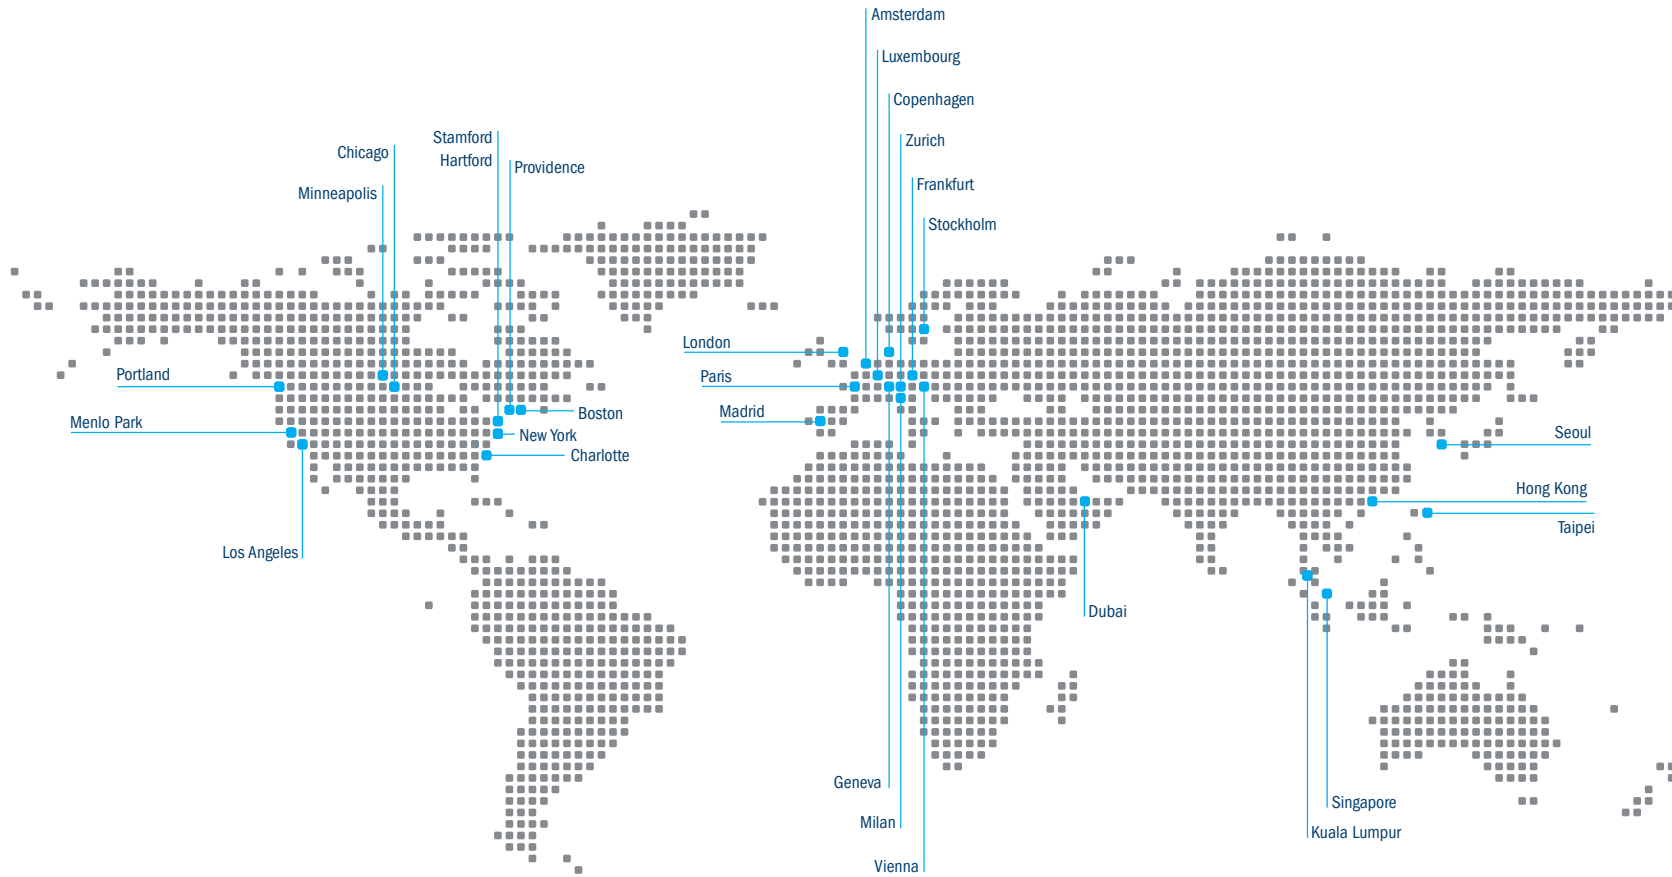 Amsterdam
Luxembourg
Copenhagen
Stamford
Zurich
Chicago
Hartford
Providence
Minneapolis
Frankfurt
Stockholm
London
Portland
Paris
Madrid
Boston
Menlo Park
New York
Seoul
Charlotte
Hong Kong
Taipei
Los Angeles
Dubai
Geneva
Singapore
Milan
Kuala Lumpur
Vienna